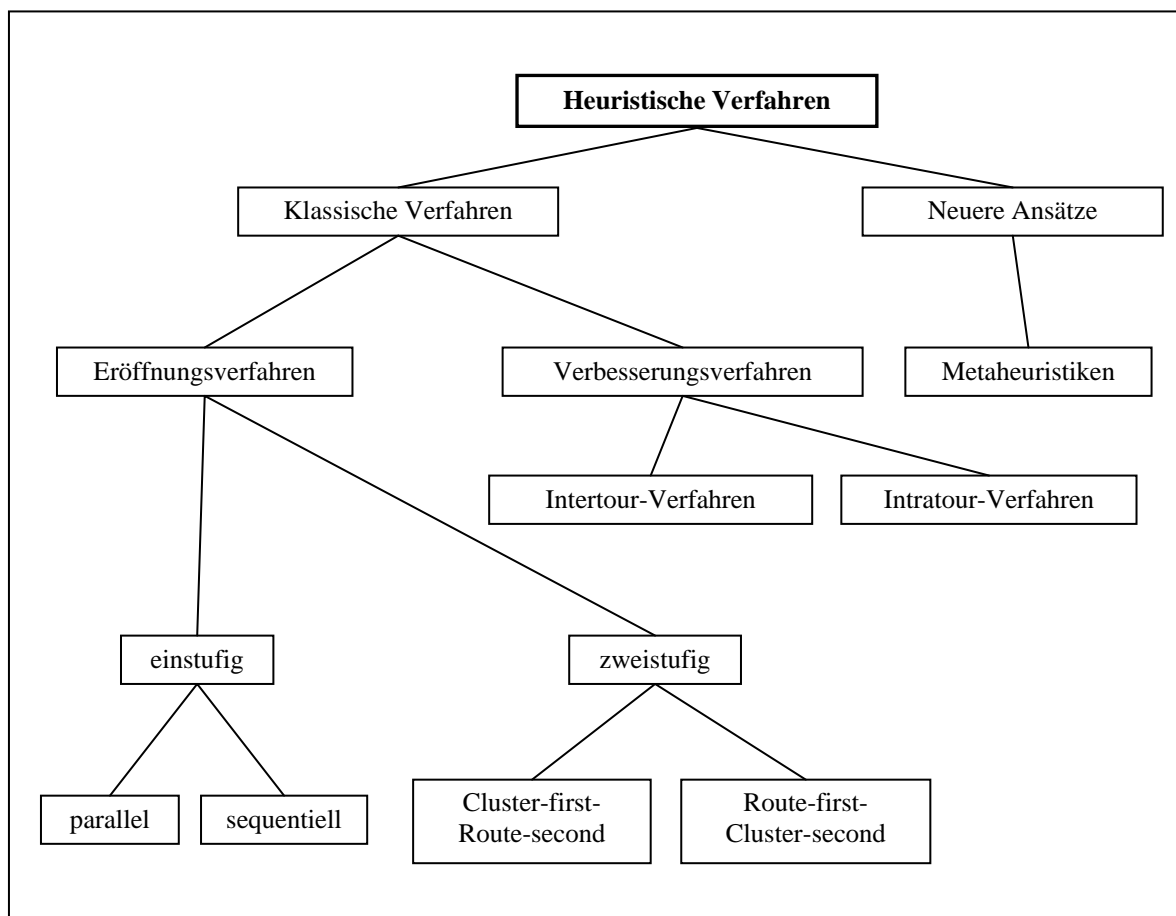 Heuristische Verfahren
Klassische Verfahren
Neuere Ansätze
Eröffnungsverfahren
Verbesserungsverfahren
Metaheuristiken
Intertour-Verfahren
Intratour-Verfahren
einstufig
zweistufig
parallel
sequentiell
Cluster-first-
Route-second
Route-first-
Cluster-second